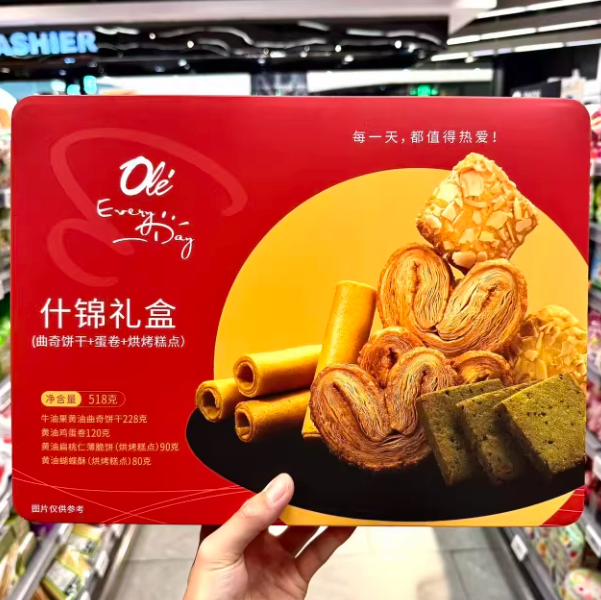 ASHIER
每一天，都值得热爱！
Olé
Every
Day
什锦礼盒
(曲奇饼干+蛋卷+烘烤糕点)
净含量 518克
牛油果黄油曲奇饼干228克
黄油鸡蛋卷120克
黄油扁桃仁薄脆饼(烘烤糕点)90克
黄油蝴蝶酥(烘烤糕点)80克
图片仅供参考